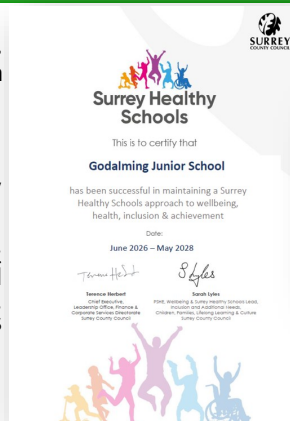 SURREY
COUNTY COUNCIL
Surrey Healthy
Schools
This is to certify that
Godalming Junior School
has been successful in maintaining a Surrey
Healthy Schools approach to wellbeing,
health, inclusion & achievement
Date:
June 2026 – May 2028
Terence Herbert
S Lyles
Terence Herbert
Chief Executive,
Leadership Office, Finance &
Corporate Services Directorate
Surrey County Council
Sarah Lyles
PSHE, Wellbeing & Surrey Healthy Schools Lead,
Inclusion and Additional Needs,
Children, Families, Lifelong Learning & Culture
Surrey County Council